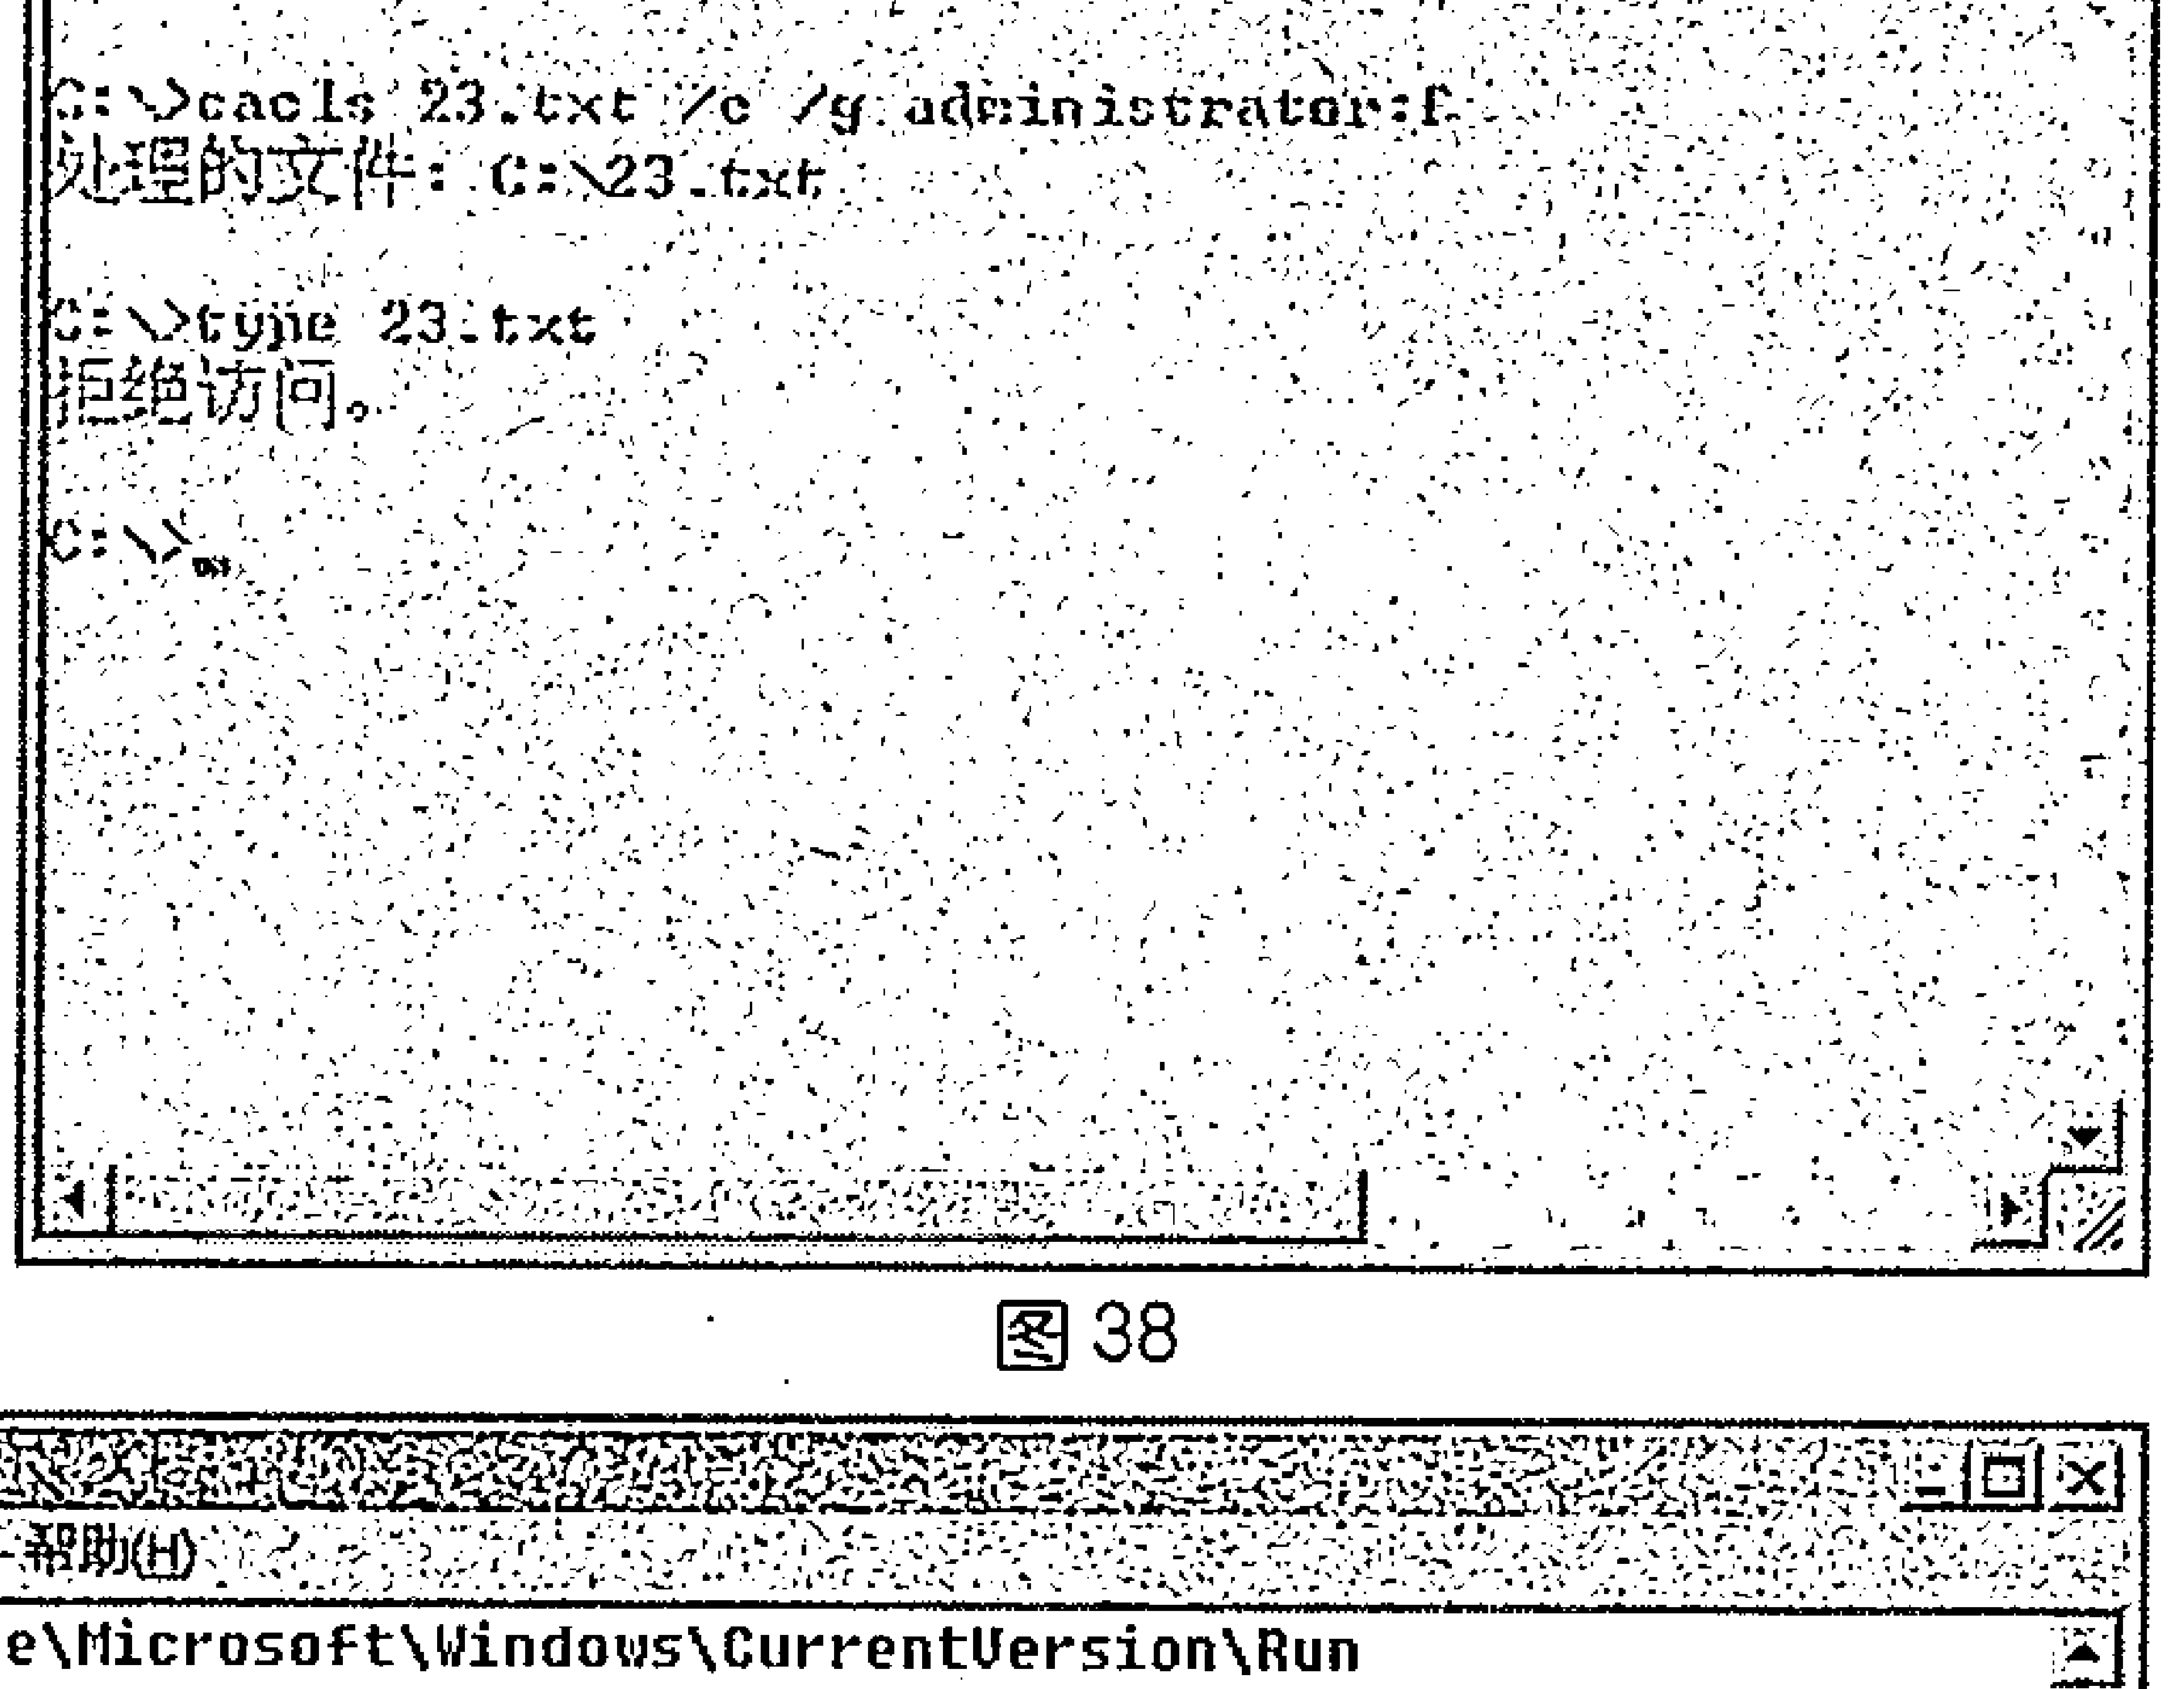 C:\>cacls 23.txt /e /g administrator:f
处理的文件: C:\23.txt
C:\>type 23.txt
拒绝访问。
C:\>
图 38
帮助(H)
e\Microsoft\Windows\CurrentVersion\Run